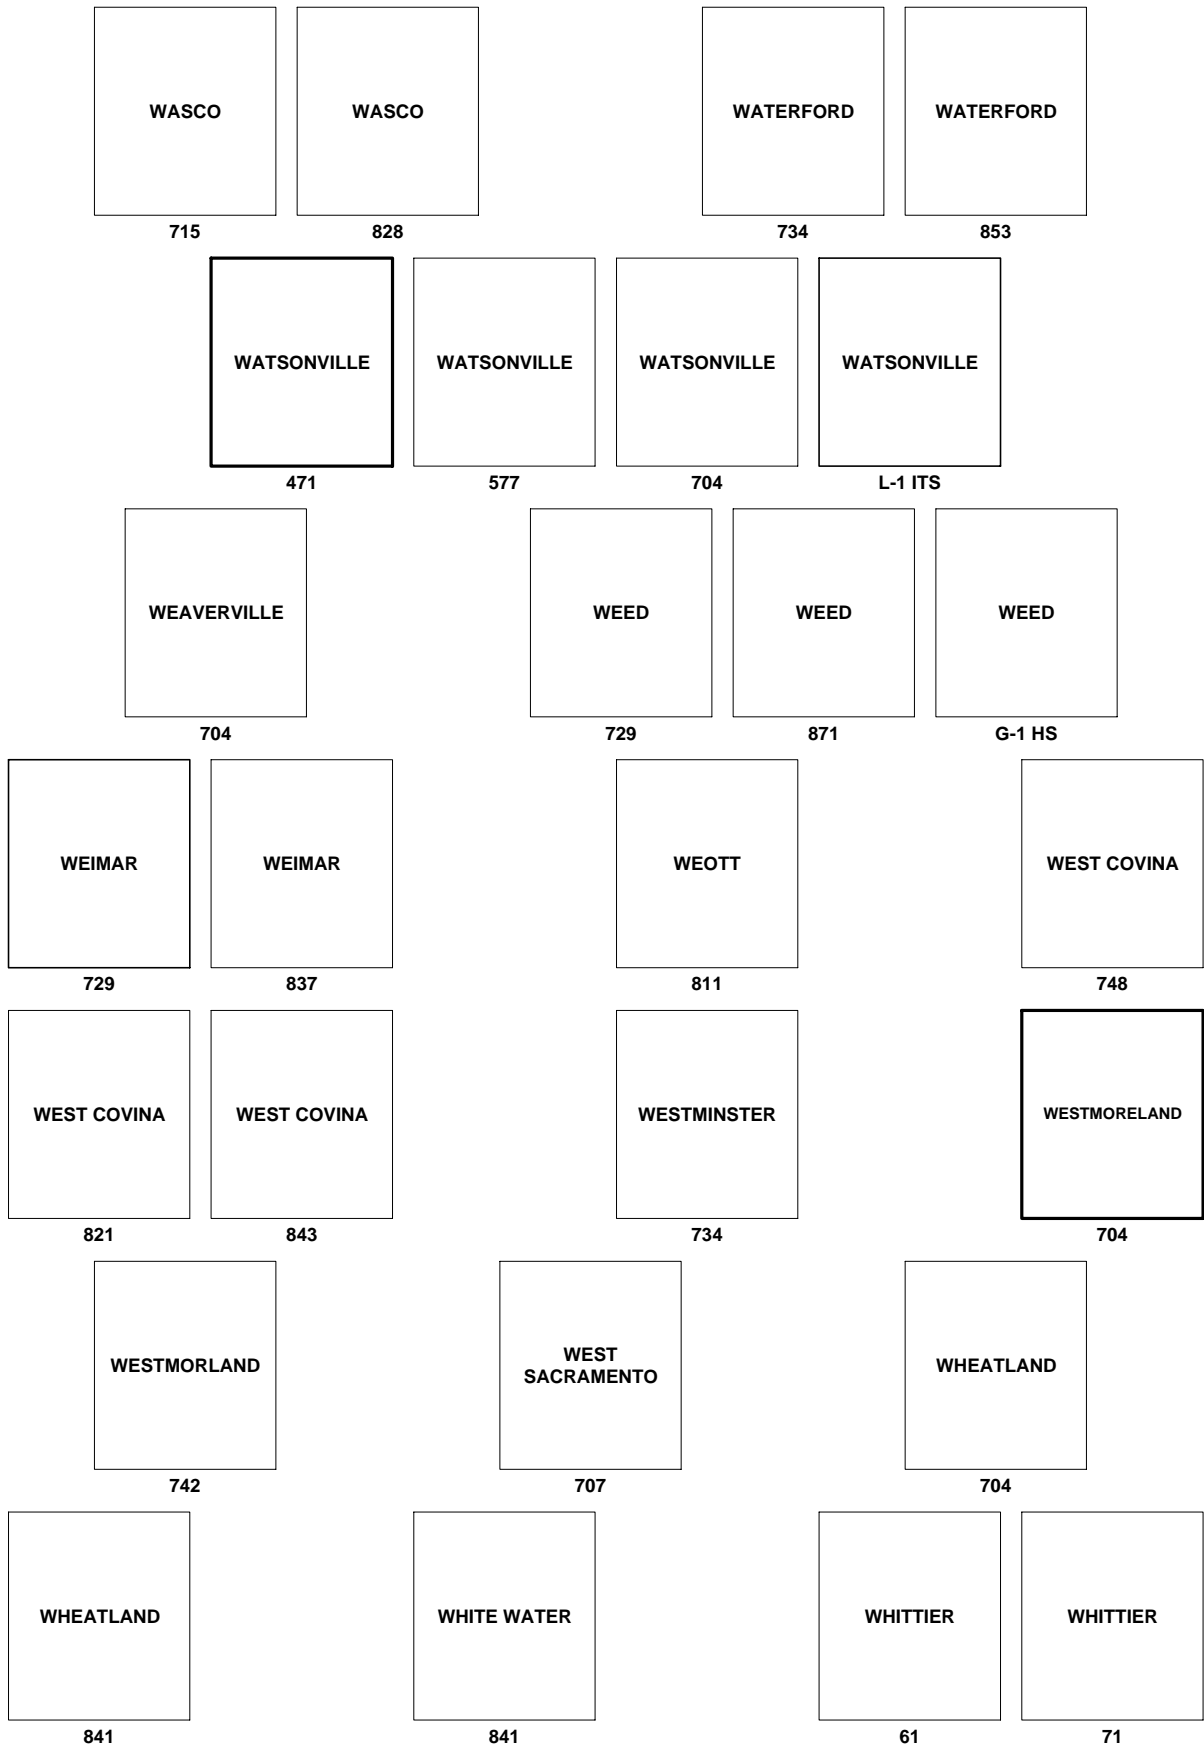 WASCO WASCO WATERFORD WATERFORD
715 828 734 853
WATSONVILLE WATSONVILLE WATSONVILLE WATSONVILLE
471 577 704 L-1 ITS
WEAVERVILLE WEED WEED WEED
704 729 871 G-1 HS
WEIMAR WEIMAR WEOTT WEST COVINA
729 837 811 748
WEST COVINA WEST COVINA WESTMINSTER WESTMORELAND
821 843 734 704
WESTMORLAND WEST SACRAMENTO WHEATLAND
742 707 704
WHEATLAND WHITE WATER WHITTIER WHITTIER
841 841 61 71